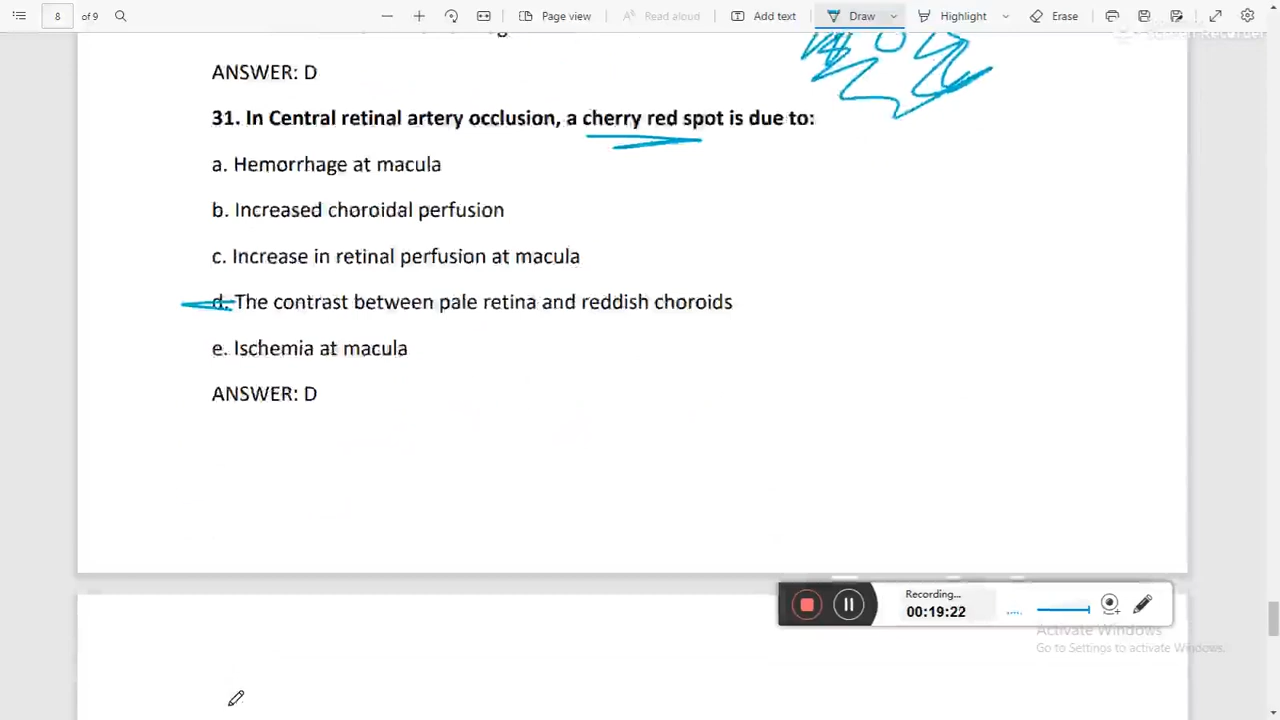 8 of 9 Page view Read aloud Add text Draw Highlight Erase
Screen Recorder
ANSWER: D
31. In Central retinal artery occlusion, a cherry red spot is due to:
a. Hemorrhage at macula
b. Increased choroidal perfusion
c. Increase in retinal perfusion at macula
d. The contrast between pale retina and reddish choroids
e. Ischemia at macula
ANSWER: D
Recording...
00:19:22
Activate Windows
Go to Settings to activate Windows.